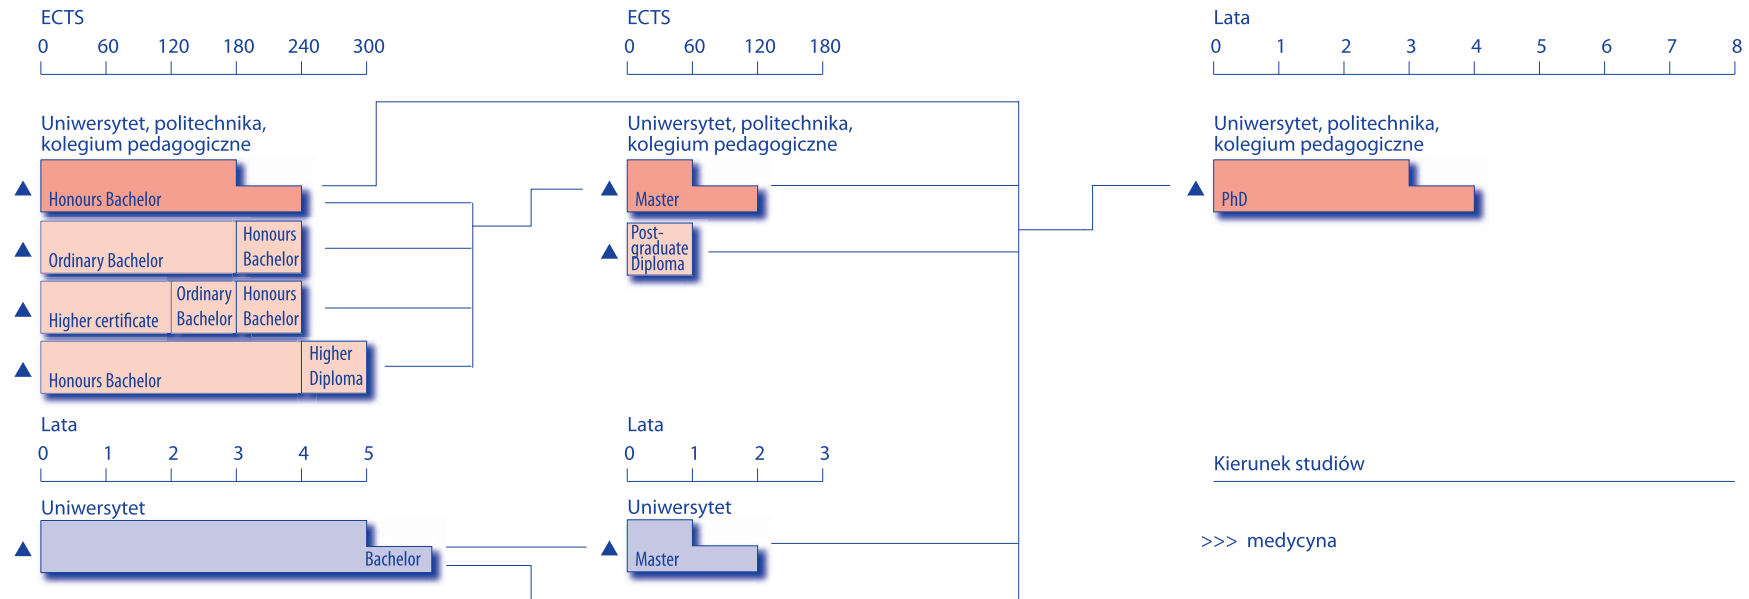 ECTS
0 60 120 180 240 300
ECTS
0 60 120 180
Lata
0 1 2 3 4 5 6 7 8
Uniwersytet, politechnika,
kolegium pedagogiczne
Honours Bachelor
Ordinary Bachelor
Honours
Bachelor
Higher certificate
Ordinary
Bachelor
Honours
Bachelor
Honours Bachelor
Higher
Diploma
Uniwersytet, politechnika,
kolegium pedagogiczne
Master
Post-
graduate
Diploma
Uniwersytet, politechnika,
kolegium pedagogiczne
PhD
Lata
0 1 2 3 4 5
Uniwersytet
Bachelor
Lata
0 1 2 3
Uniwersytet
Master
Kierunek studiów
>>> medycyna